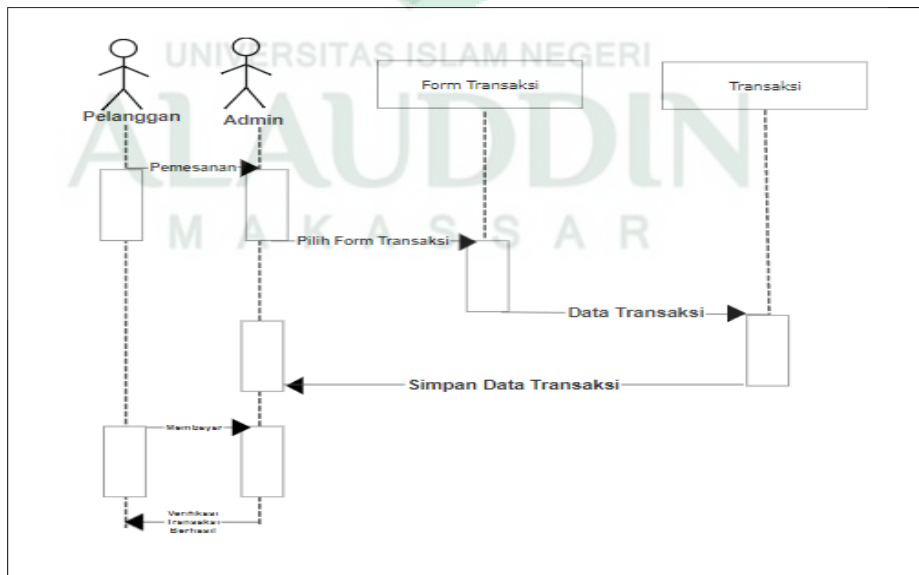 UNIVERSITAS ISLAM NEGERI
ALAUDDIN
MAKASSAR
Pelanggan
Admin
Form Transaksi
Transaksi
Pemesanan
Pilih Form Transaksi
Data Transaksi
Simpan Data Transaksi
Membayar
Verifikasi
Transaksi
Berhasil